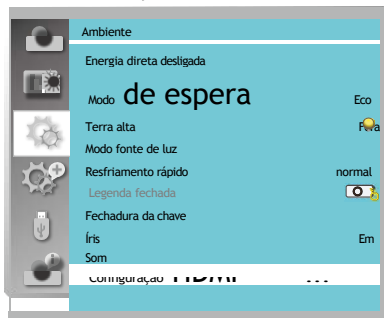 Ambiente
Energia direta desligada
Modo de espera Eco
Terra alta Fora
Modo fonte de luz
Resfriamento rápido normal
Legenda fechada
Fechadura da chave
Íris Em
Som
Configuração HDMI ...